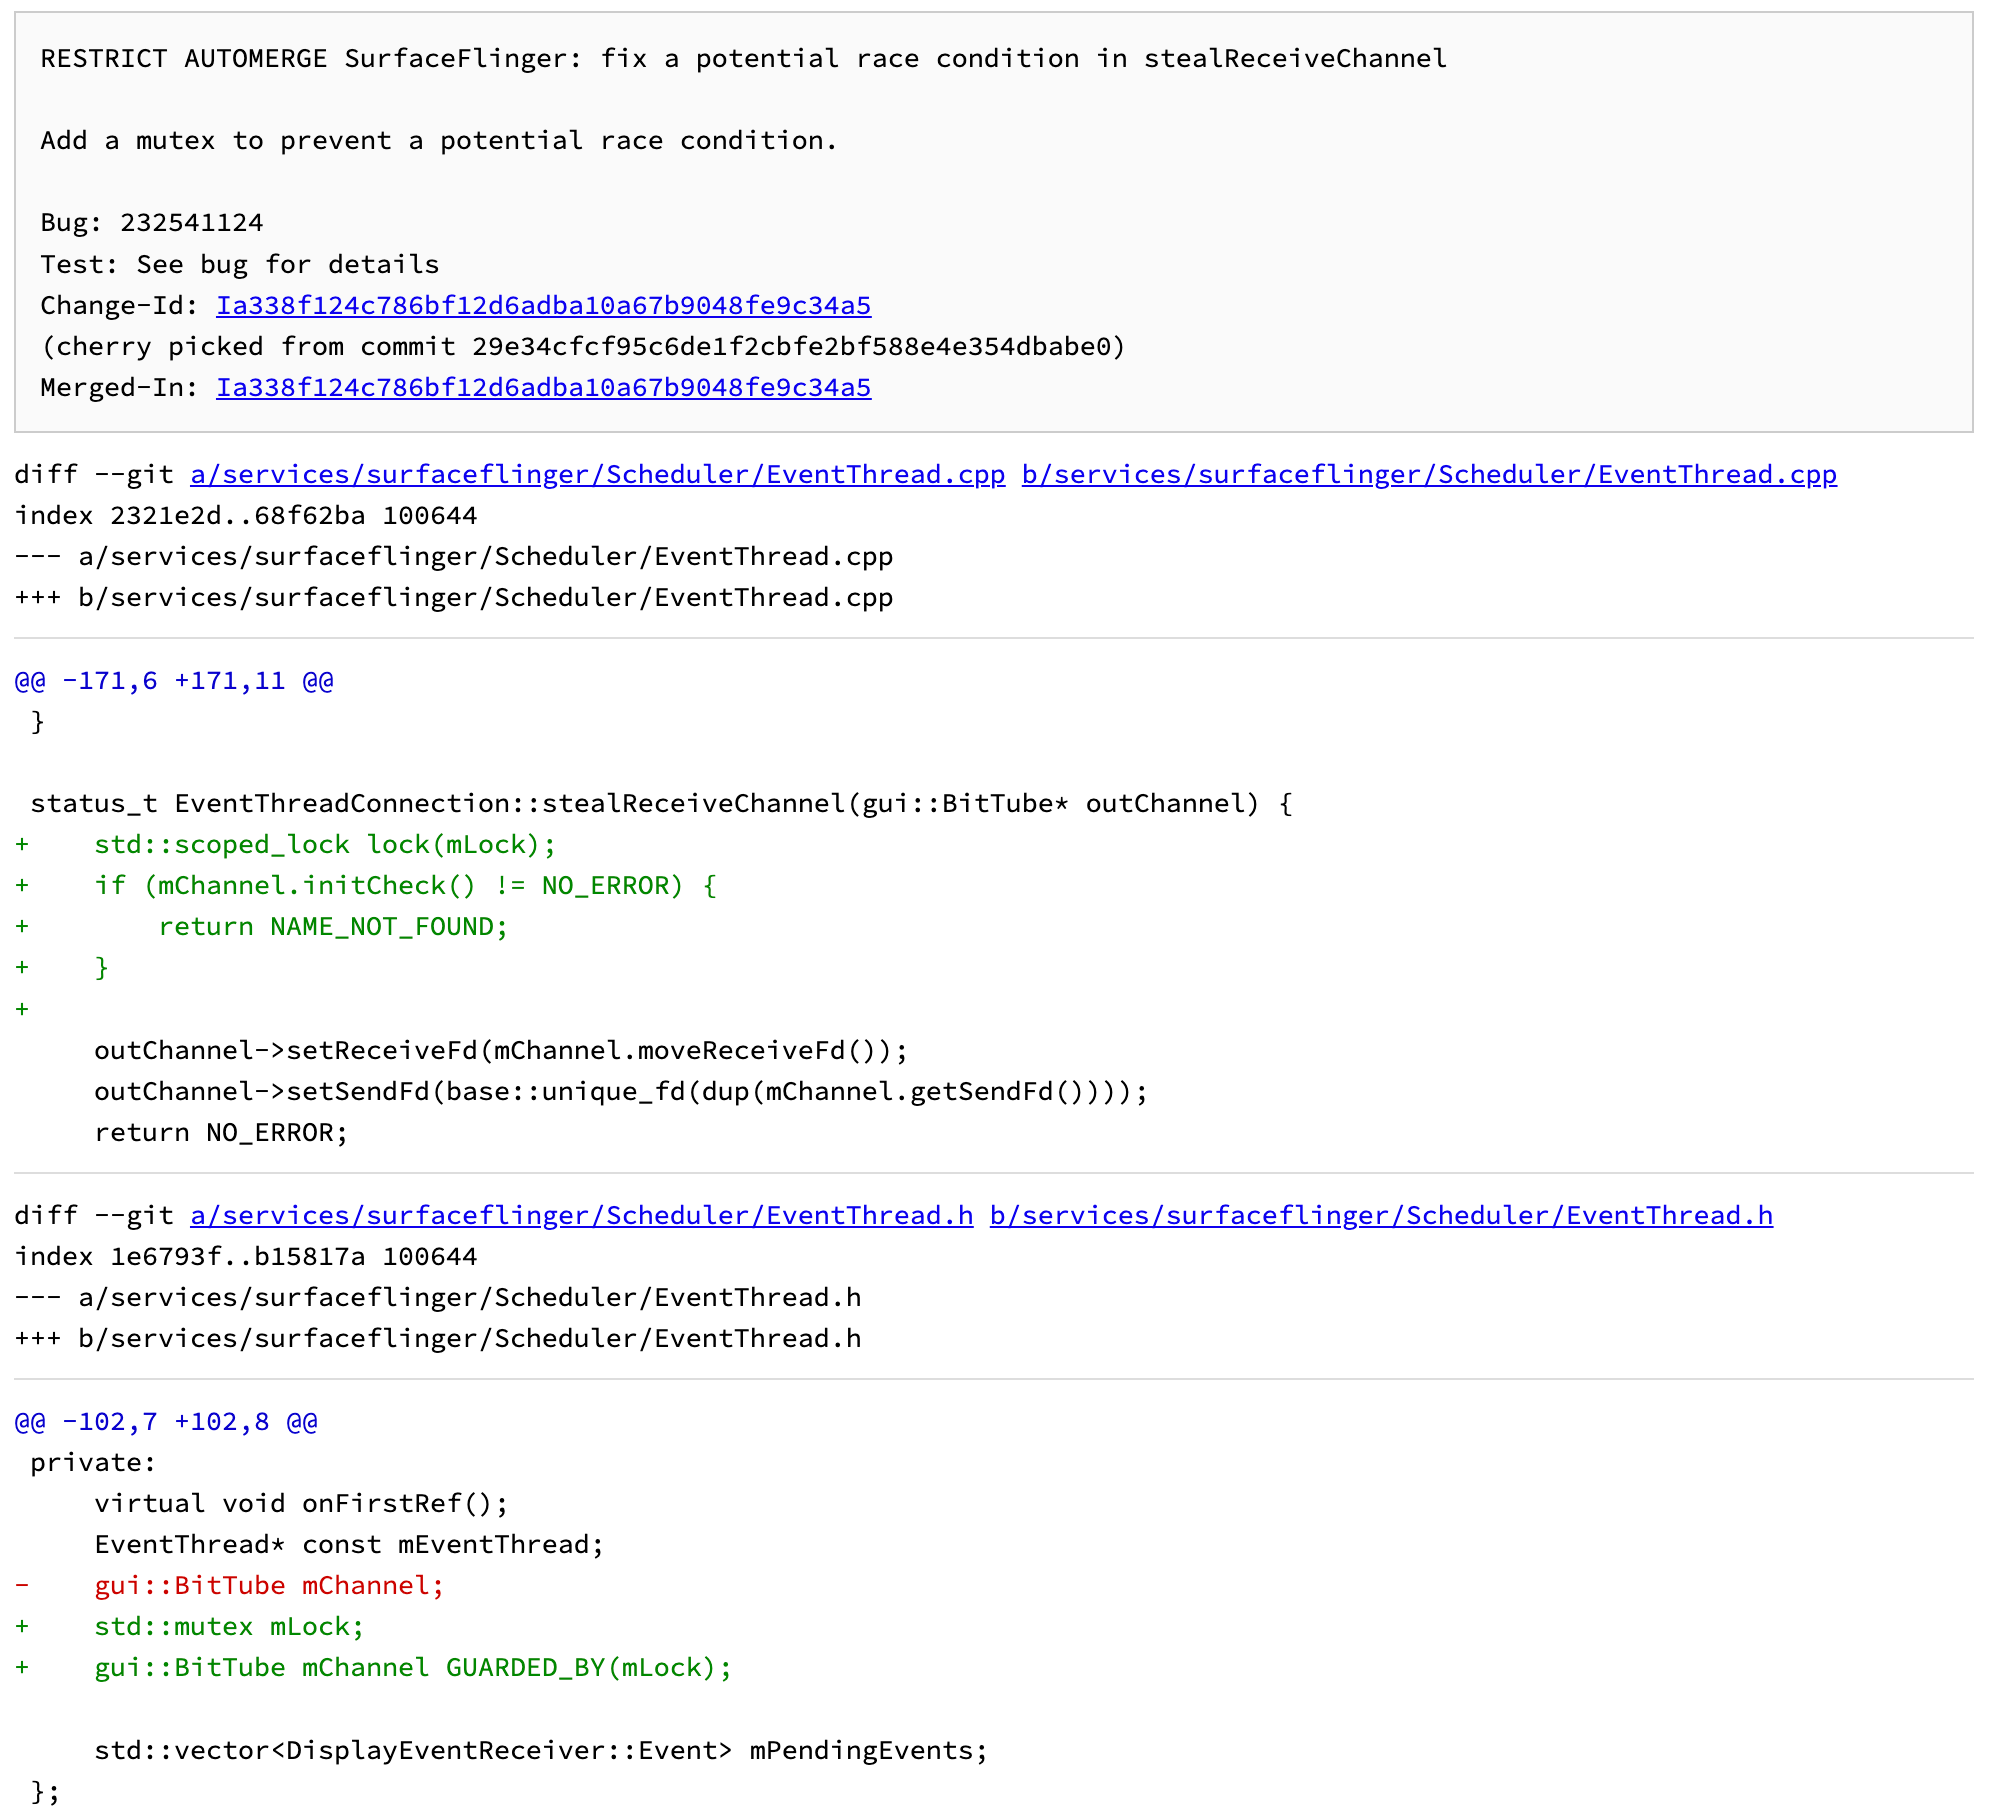 RESTRICT AUTOMERGE SurfaceFlinger: fix a potential race condition in stealReceiveChannel
Add a mutex to prevent a potential race condition.
Bug: 232541124
Test: See bug for details
Change-Id: Ia338f124c786bf12d6adba10a67b9048fe9c34a5
(cherry picked from commit 29e34cfcf95c6de1f2cbfe2bf588e4e354dbabe0)
Merged-In: Ia338f124c786bf12d6adba10a67b9048fe9c34a5
diff --git a/services/surfaceflinger/Scheduler/EventThread.cpp b/services/surfaceflinger/Scheduler/EventThread.cpp
index 2321e2d..68f62ba 100644
--- a/services/surfaceflinger/Scheduler/EventThread.cpp
+++ b/services/surfaceflinger/Scheduler/EventThread.cpp
@@ -171,6 +171,11 @@
 }
 status_t EventThreadConnection::stealReceiveChannel(gui::BitTube* outChannel) {
+    std::scoped_lock lock(mLock);
+    if (mChannel.initCheck() != NO_ERROR) {
+        return NAME_NOT_FOUND;
+    }
+
     outChannel->setReceiveFd(mChannel.moveReceiveFd());
     outChannel->setSendFd(base::unique_fd(dup(mChannel.getSendFd())));
     return NO_ERROR;
diff --git a/services/surfaceflinger/Scheduler/EventThread.h b/services/surfaceflinger/Scheduler/EventThread.h
index 1e6793f..b15817a 100644
--- a/services/surfaceflinger/Scheduler/EventThread.h
+++ b/services/surfaceflinger/Scheduler/EventThread.h
@@ -102,7 +102,8 @@
 private:
     virtual void onFirstRef();
     EventThread* const mEventThread;
-    gui::BitTube mChannel;
+    std::mutex mLock;
+    gui::BitTube mChannel GUARDED_BY(mLock);
     std::vector<DisplayEventReceiver::Event> mPendingEvents;
 };